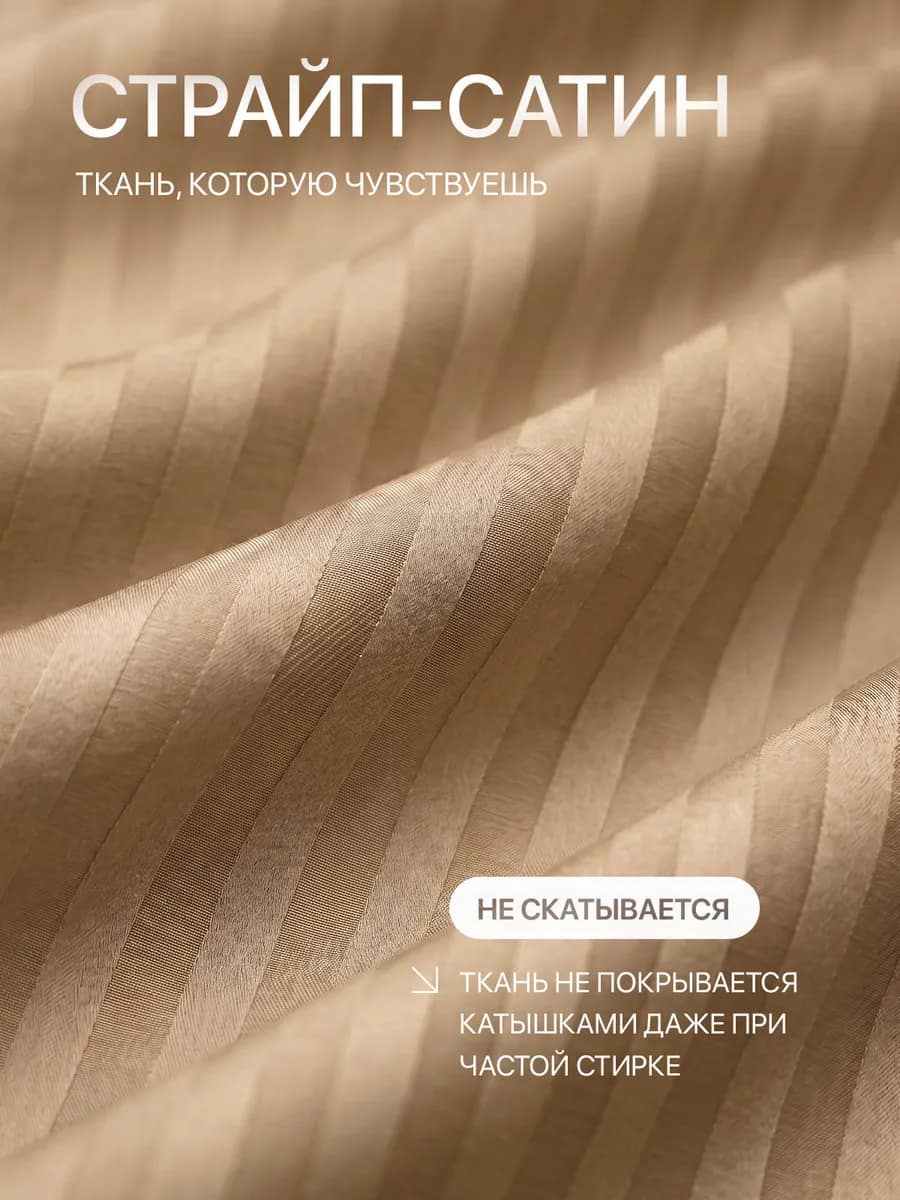 СТРАЙП-САТИН
ТКАНЬ, КОТОРУЮ ЧУВСТВУЕШЬ
НЕ СКАТЫВАЕТСЯ
ТКАНЬ НЕ ПОКРЫВАЕТСЯ
КАТЫШКАМИ ДАЖЕ ПРИ
ЧАСТОЙ СТИРКЕ